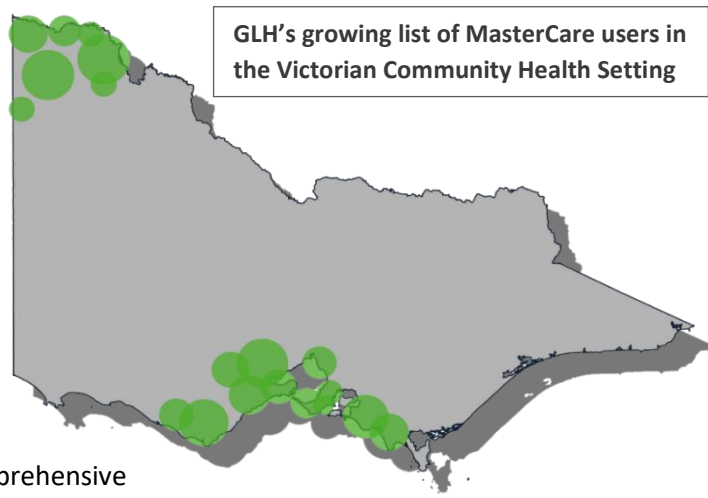 GLH’s growing list of MasterCare users in
the Victorian Community Health Setting
prehensive